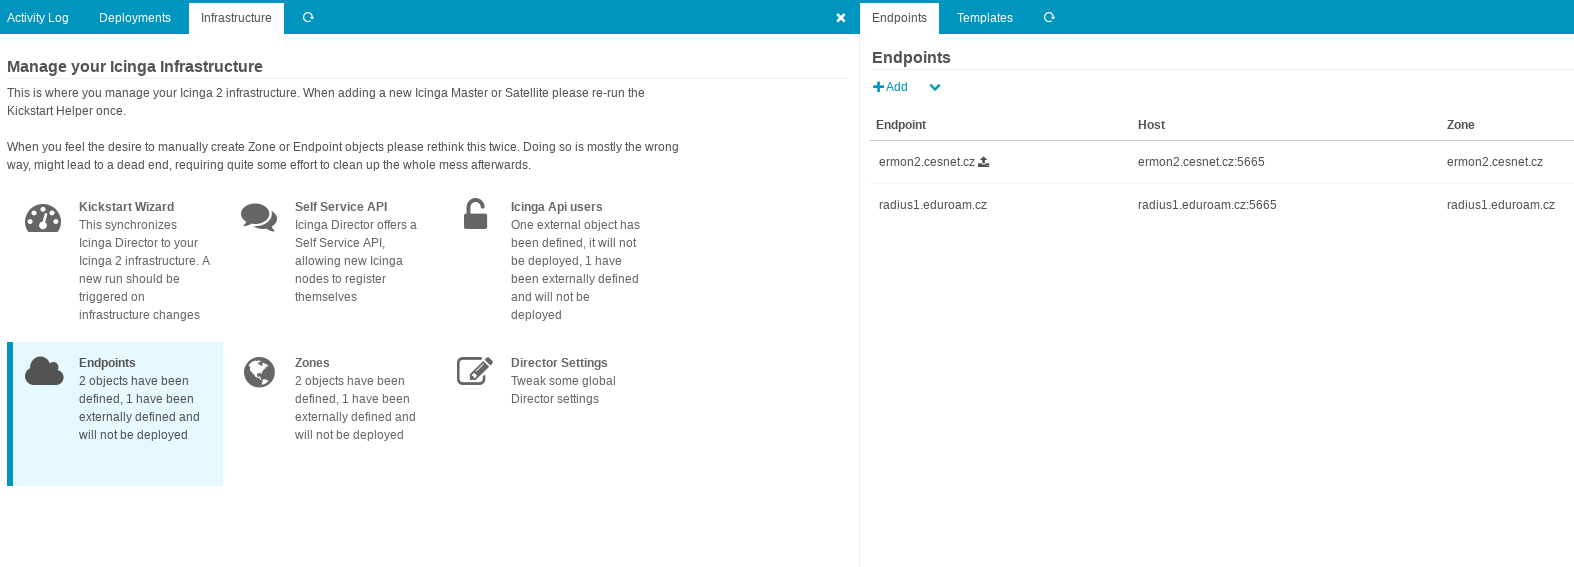 Activity Log Deployments Infrastructure
Manage your Icinga Infrastructure
This is where you manage your Icinga 2 infrastructure. When adding a new Icinga Master or Satellite please re-run the
Kickstart Helper once.
When you feel the desire to manually create Zone or Endpoint objects please rethink this twice. Doing so is mostly the wrong
way, might lead to a dead end, requiring quite some effort to clean up the whole mess afterwards.
Kickstart Wizard
This synchronizes
Icinga Director to your
Icinga 2 infrastructure. A
new run should be
triggered on
infrastructure changes
Self Service API
Icinga Director offers a
Self Service API,
allowing new Icinga
nodes to register
themselves
Icinga Api users
One external object has
been defined, it will not
be deployed, 1 have
been externally defined
and will not be
deployed
Endpoints
2 objects have been
defined, 1 have been
externally defined and
will not be deployed
Zones
2 objects have been
defined, 1 have been
externally defined and
will not be deployed
Director Settings
Tweak some global
Director settings
Endpoints Templates
Endpoints
Add
Endpoint Host Zone
ermon2.cesnet.cz ermon2.cesnet.cz:5665 ermon2.cesnet.cz
radius1.eduroam.cz radius1.eduroam.cz:5665 radius1.eduroam.cz